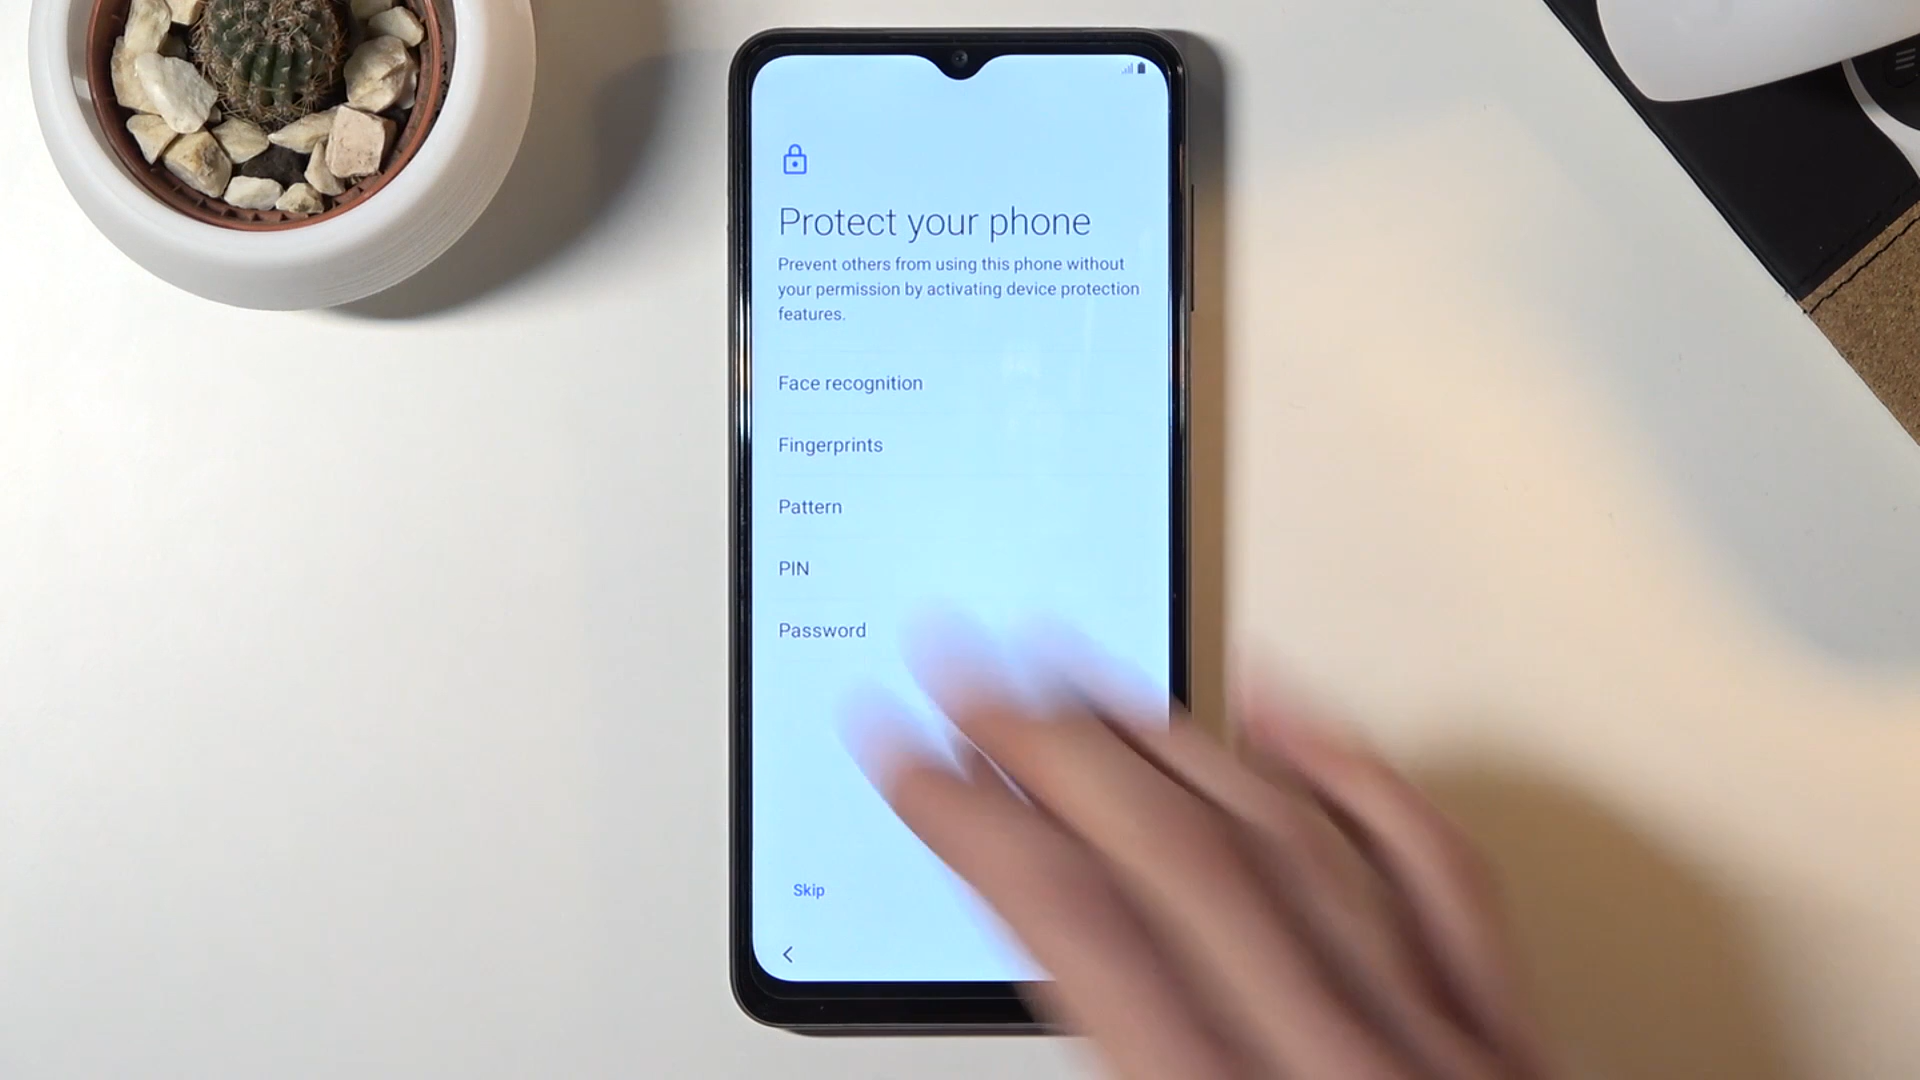 Protect your phone
Prevent others from using this phone without
your permission by activating device protection
features.
Face recognition
Fingerprints
Pattern
PIN
Password
Skip